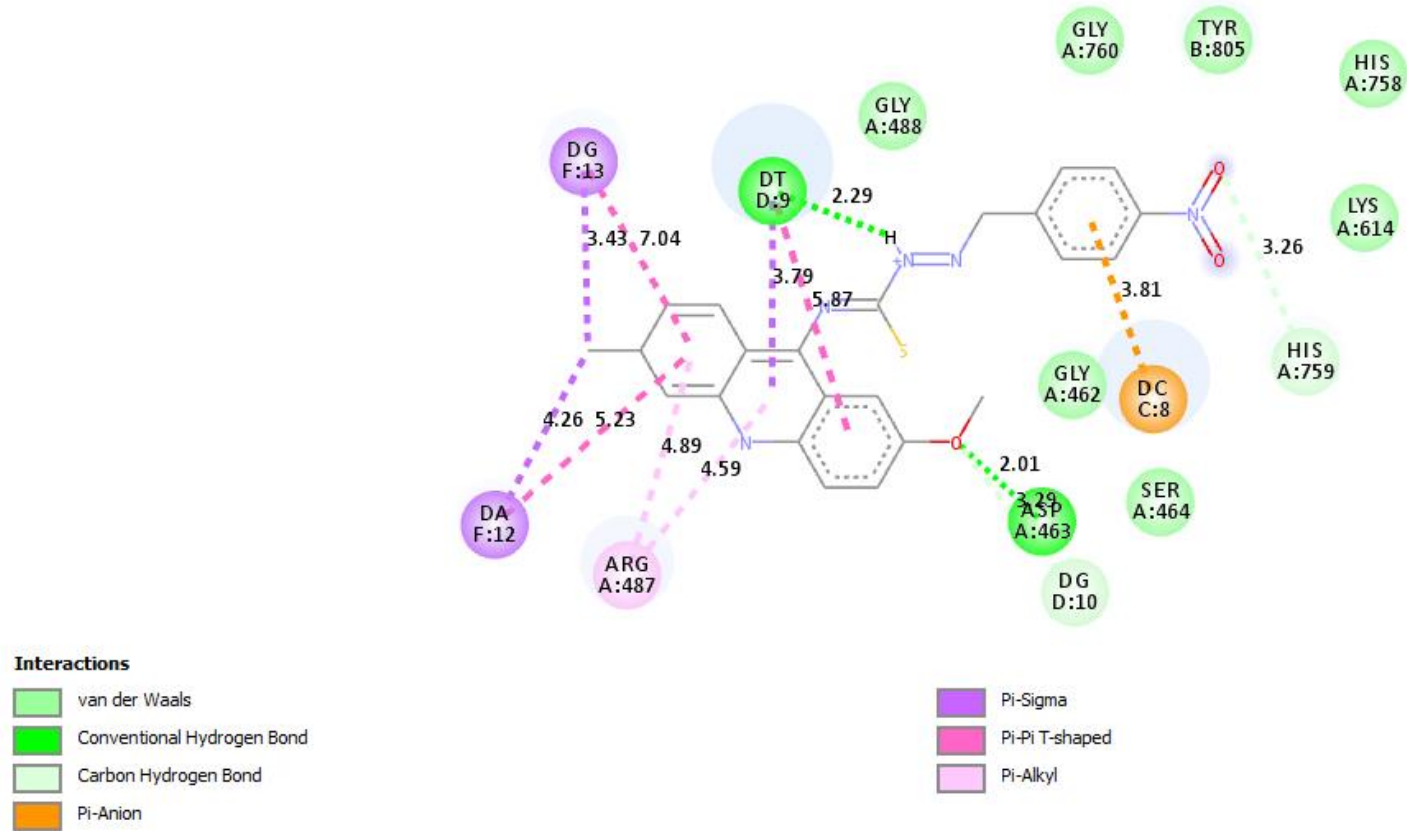 GLY
A:760
TYR
B:805
HIS
A:758
GLY
A:488
DG
F:13
DT
D:9
2.29
O
H
N+
N
N+
O
LYS
A:614
3.43 7.04
3.79
5.87
3.26
3.81
N
S
HIS
A:759
GLY
A:462
DC
C:8
4.26 5.23
4.89
4.59
N
O
2.01
3.29
ASP
A:463
SER
A:464
DA
F:12
ARG
A:487
DG
D:10
Interactions
van der Waals
Conventional Hydrogen Bond
Carbon Hydrogen Bond
Pi-Anion
Pi-Sigma
Pi-Pi T-shaped
Pi-Alkyl